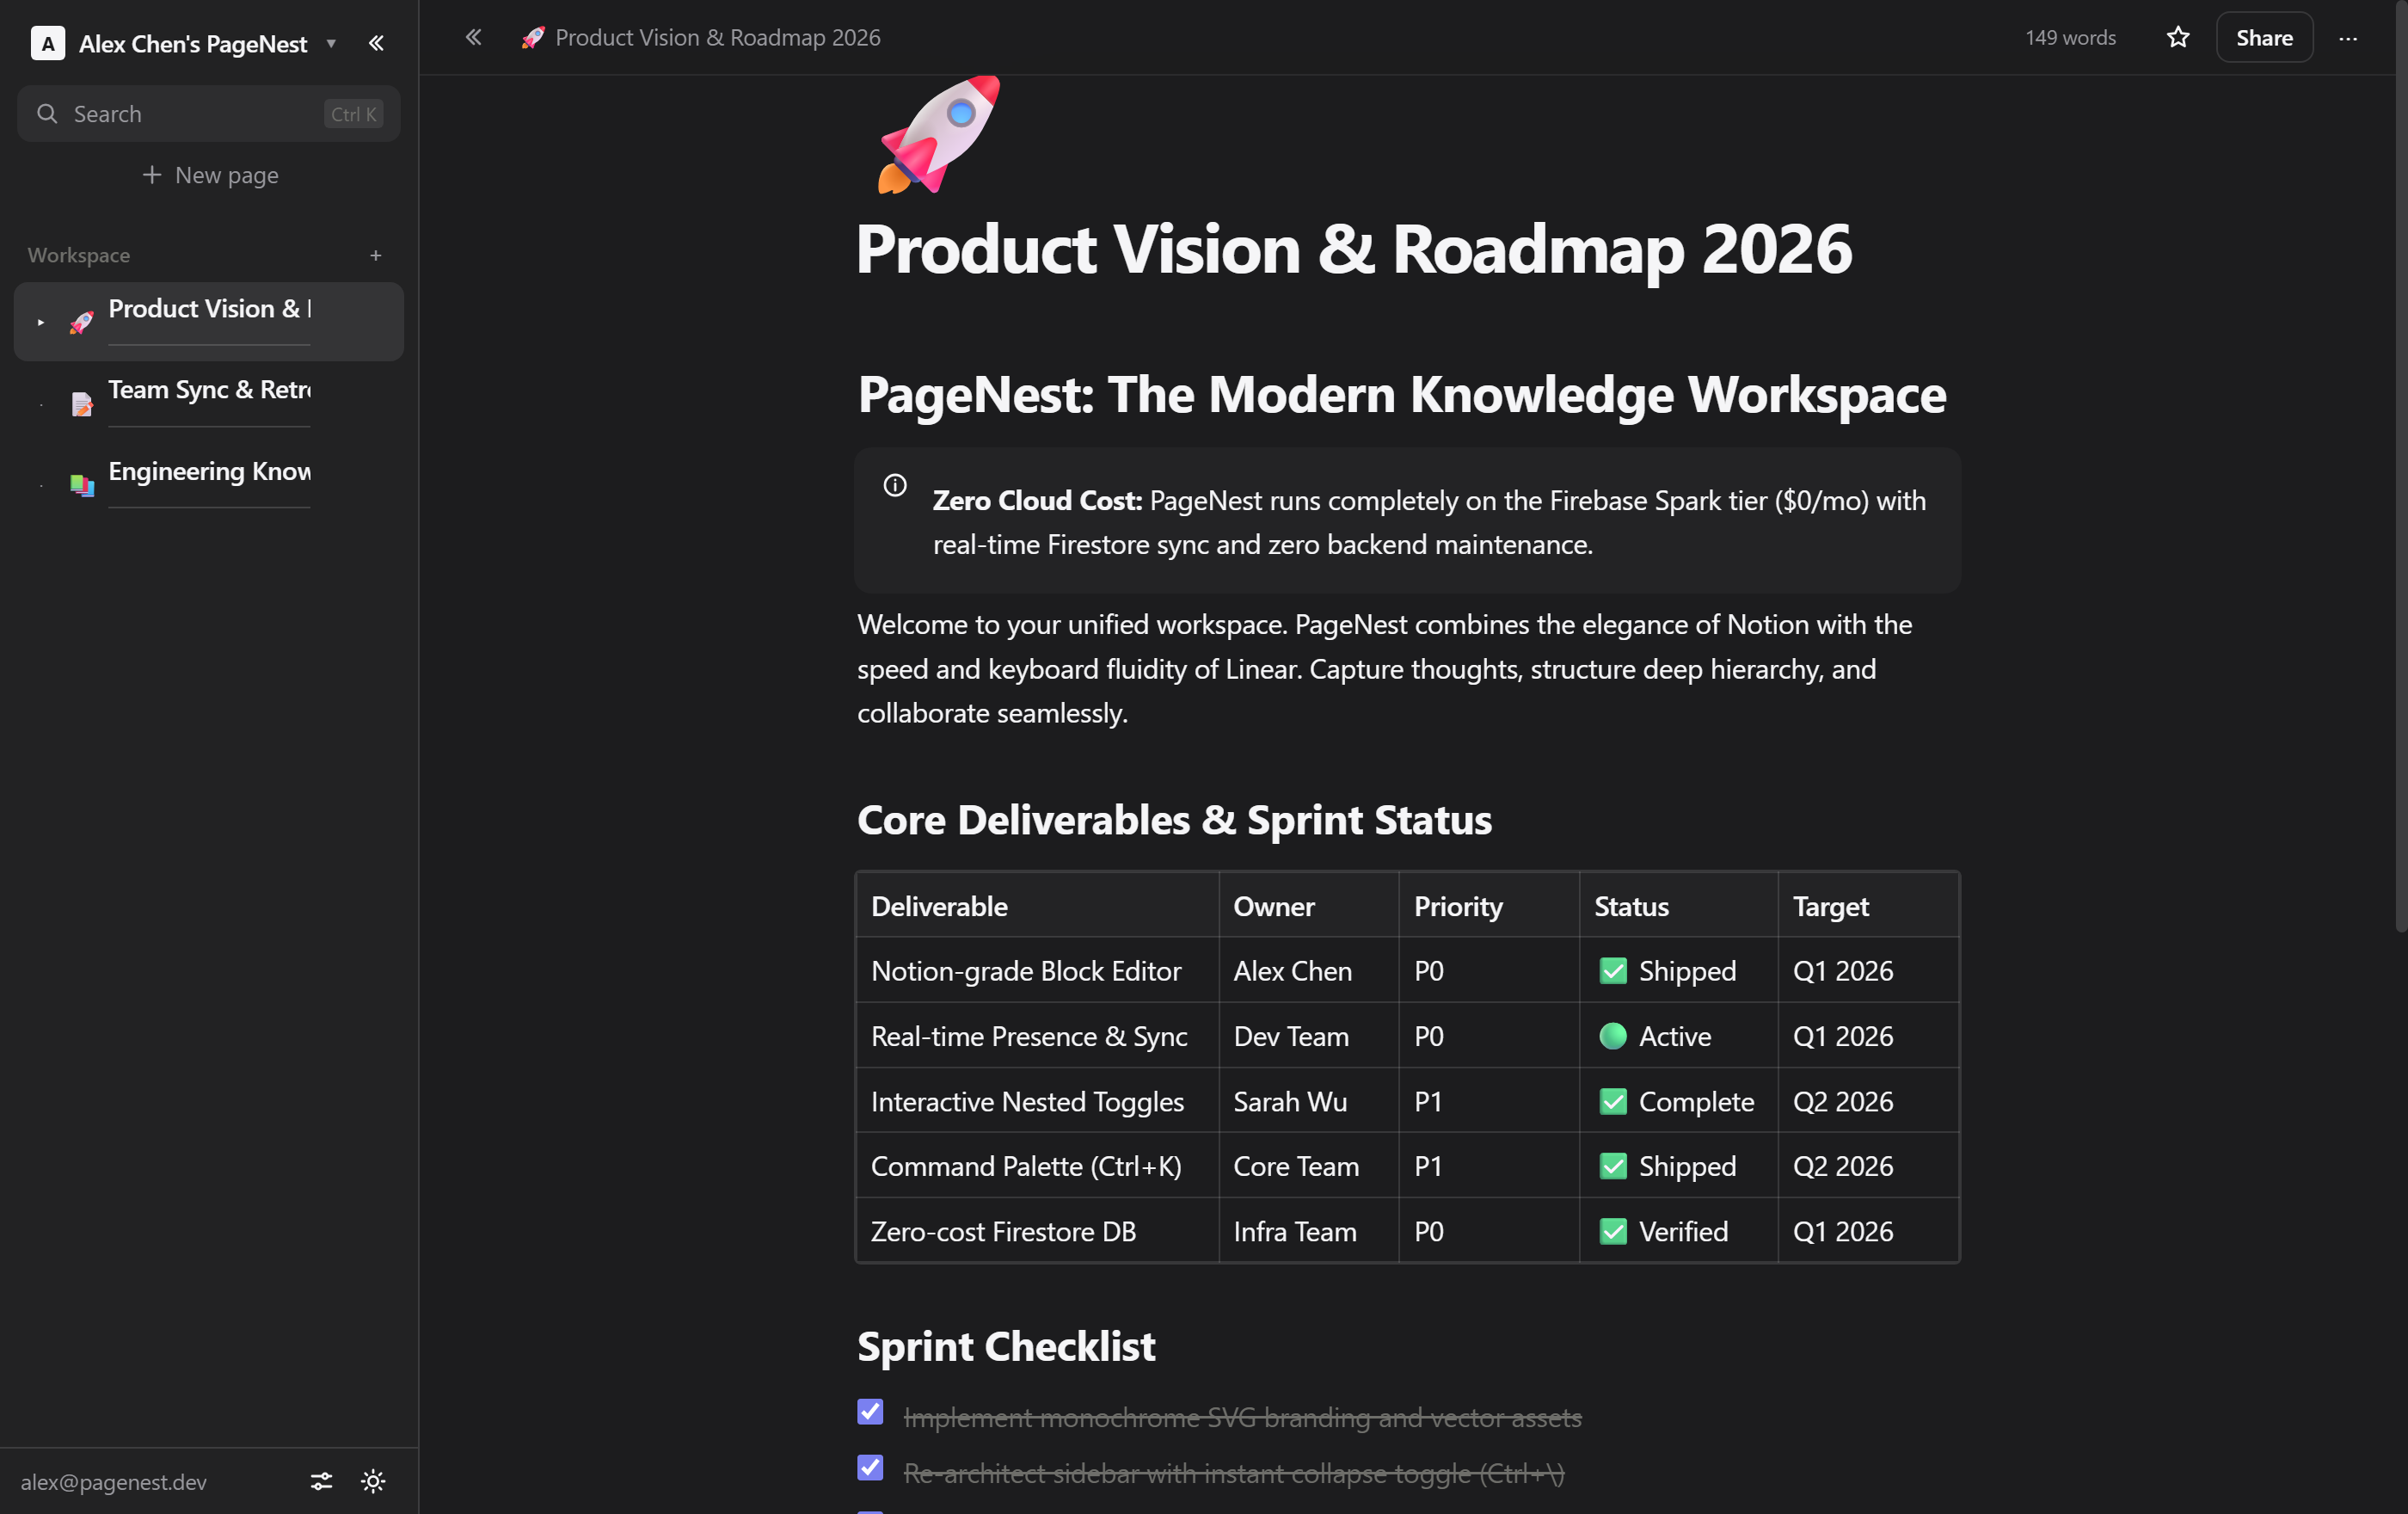 A Alex Chen's PageNest
Search Ctrl K
New page
Workspace
Product Vision &
Team Sync & Retr
Engineering Know
alex@pagenest.dev
Product Vision & Roadmap 2026
149 words
Share
Product Vision & Roadmap 2026
PageNest: The Modern Knowledge Workspace
Zero Cloud Cost: PageNest runs completely on the Firebase Spark tier ($0/mo) with
real-time Firestore sync and zero backend maintenance.
Welcome to your unified workspace. PageNest combines the elegance of Notion with the
speed and keyboard fluidity of Linear. Capture thoughts, structure deep hierarchy, and
collaborate seamlessly.
Core Deliverables & Sprint Status
Deliverable Owner Priority Status Target
Notion-grade Block Editor Alex Chen P0 ✅ Shipped Q1 2026
Real-time Presence & Sync Dev Team P0 🟢 Active Q1 2026
Interactive Nested Toggles Sarah Wu P1 ✅ Complete Q2 2026
Command Palette (Ctrl+K) Core Team P1 ✅ Shipped Q2 2026
Zero-cost Firestore DB Infra Team P0 ✅ Verified Q1 2026
Sprint Checklist
Implement monochrome SVG branding and vector assets
Re-architect sidebar with instant collapse toggle (Ctrl+\)